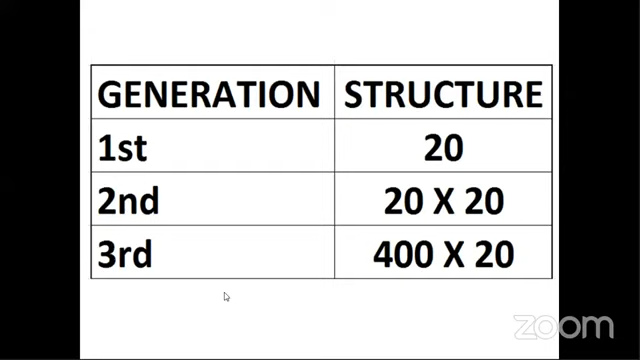 GENERATION STRUCTURE
1st 20
2nd 20 X 20
3rd 400 X 20
zoom